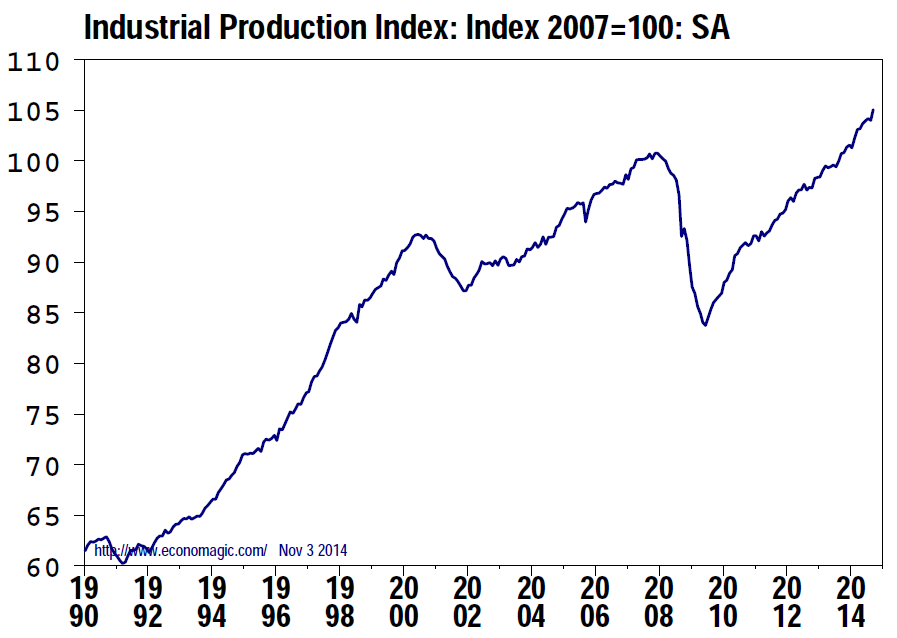 Industrial Production Index: Index 2007=100: SA
110
105
100
95
90
85
80
75
70
65
60
http://www.economagic.com/ Nov 3 2014
19 19 19 19 19 20 20 20 20 20 20 20 20
90 92 94 96 98 00 02 04 06 08 10 12 14